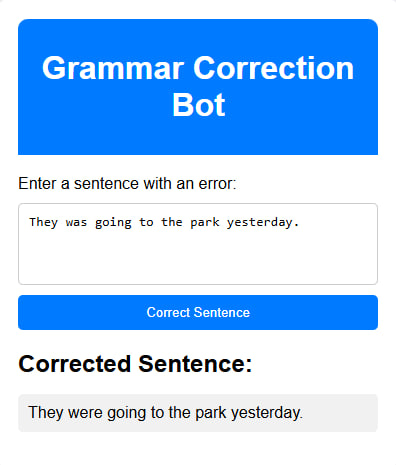 Grammar Correction
Bot
Enter a sentence with an error:
They was going to the park yesterday.
Correct Sentence
Corrected Sentence:
They were going to the park yesterday.